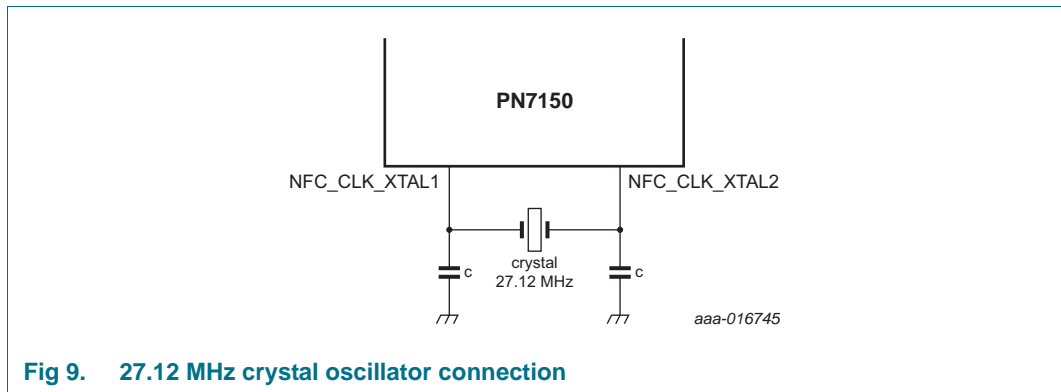 PN7150
NFC_CLK_XTAL1
NFC_CLK_XTAL2
c
crystal
27.12 MHz
c
aaa-016745
Fig 9. 27.12 MHz crystal oscillator connection